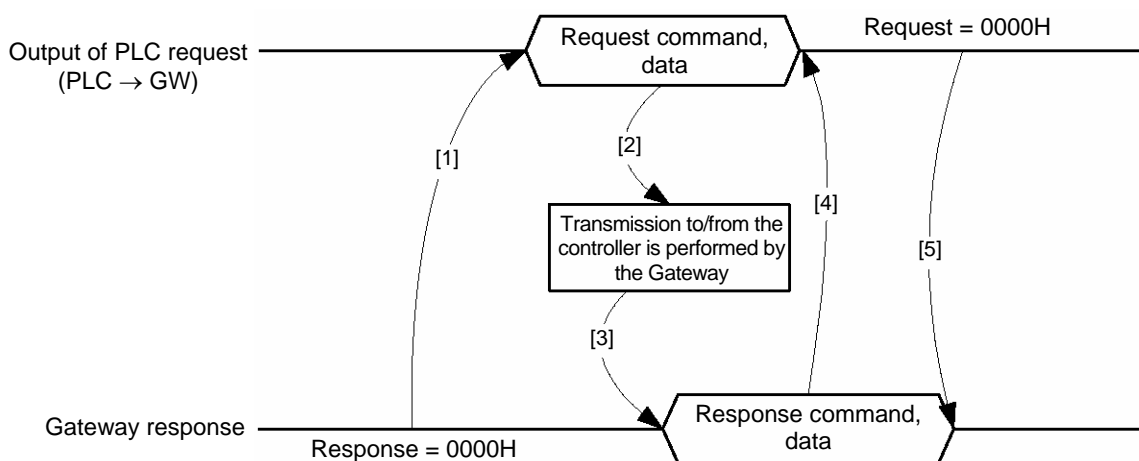 Output of PLC request
(PLC → GW)
Request command,
data
Request = 0000H
[1]
[2]
[4]
[5]
Transmission to/from the
controller is performed by
the Gateway
[3]
Gateway response
Response = 0000H
Response command,
data